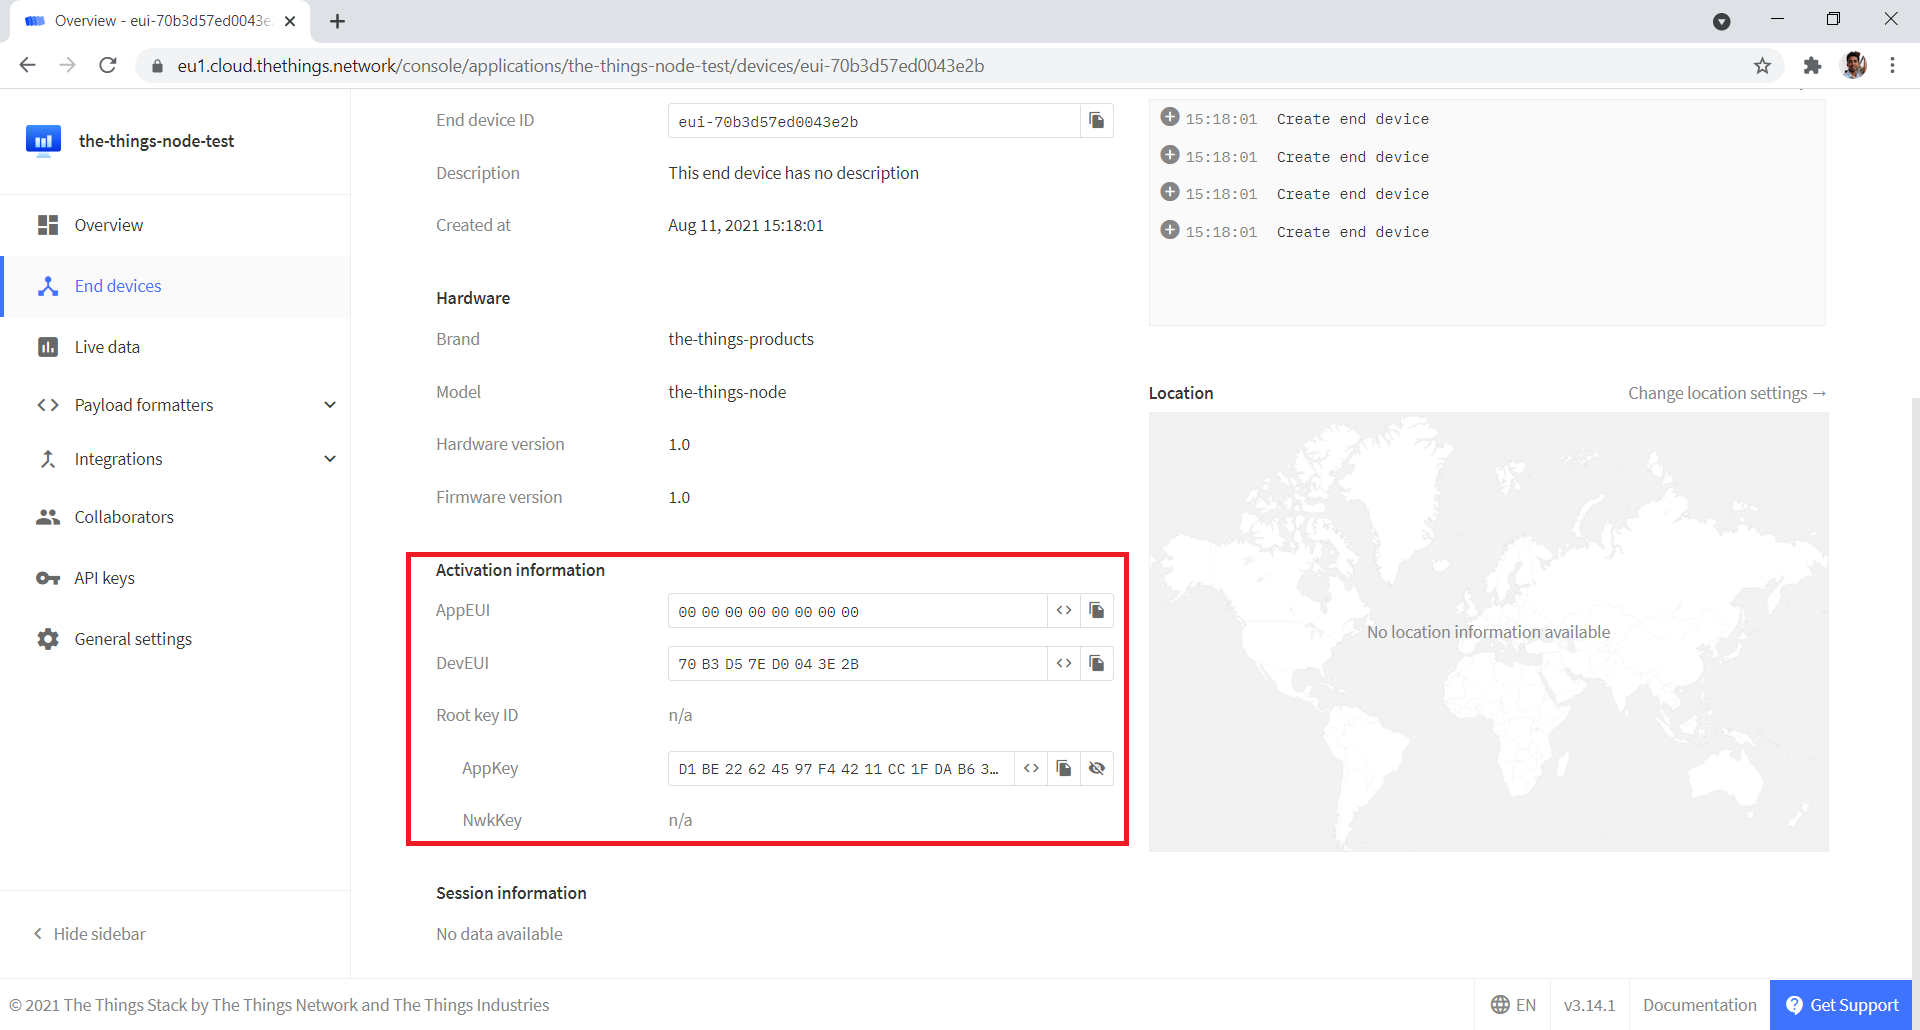 Overview - eui-70b3d57ed0043e
eu1.cloud.thethings.network/console/applications/the-things-node-test/devices/eui-70b3d57ed0043e2b
the-things-node-test
Overview
End devices
Live data
Payload formatters
Integrations
Collaborators
API keys
General settings
Hide sidebar
End device ID
eui-70b3d57ed0043e2b
Description
This end device has no description
Created at
Aug 11, 2021 15:18:01
Hardware
Brand
the-things-products
Model
the-things-node
Hardware version
1.0
Firmware version
1.0
Activation information
AppEUI
00 00 00 00 00 00 00 00
<>
DevEUI
70 B3 D5 7E D0 04 3E 2B
<>
Root key ID
n/a
AppKey
D1 BE 22 62 45 97 F4 42 11 CC 1F DA B6 3...
<>
NwkKey
n/a
Session information
No data available
15:18:01 Create end device
15:18:01 Create end device
15:18:01 Create end device
15:18:01 Create end device
Location
Change location settings →
No location information available
© 2021 The Things Stack by The Things Network and The Things Industries
EN
v3.14.1
Documentation
Get Support